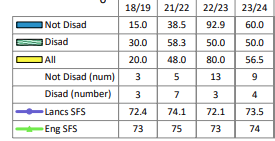 18/19 21/22 22/23 23/24
Not Disad 15.0 38.5 92.9 60.0
Disad 30.0 58.3 50.0 50.0
All 20.0 48.0 80.0 56.5
Not Disad (num) 3 5 13 9
Disad (number) 3 7 3 4
Lancs SFS 72.4 74.1 72.1 73.5
Eng SFS 73 75 73 74